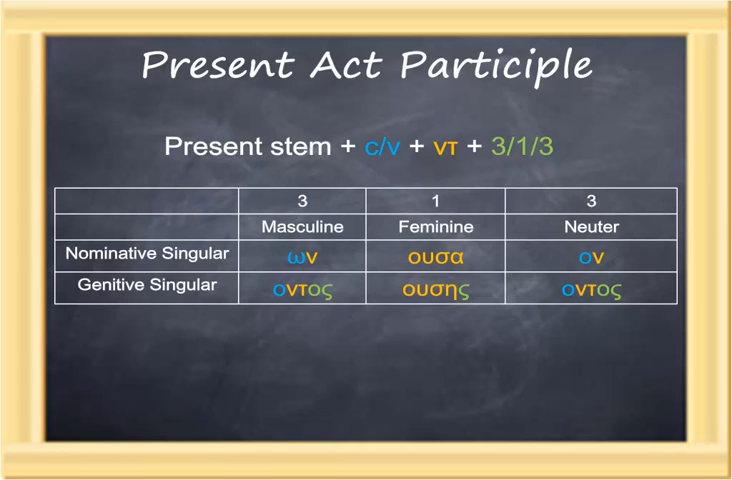 Present Act Participle
Present stem + c/v + ντ + 3/1/3
3 1 3
Masculine Feminine Neuter
Nominative Singular ων ουσα ον
Genitive Singular οντος ουσης οντος